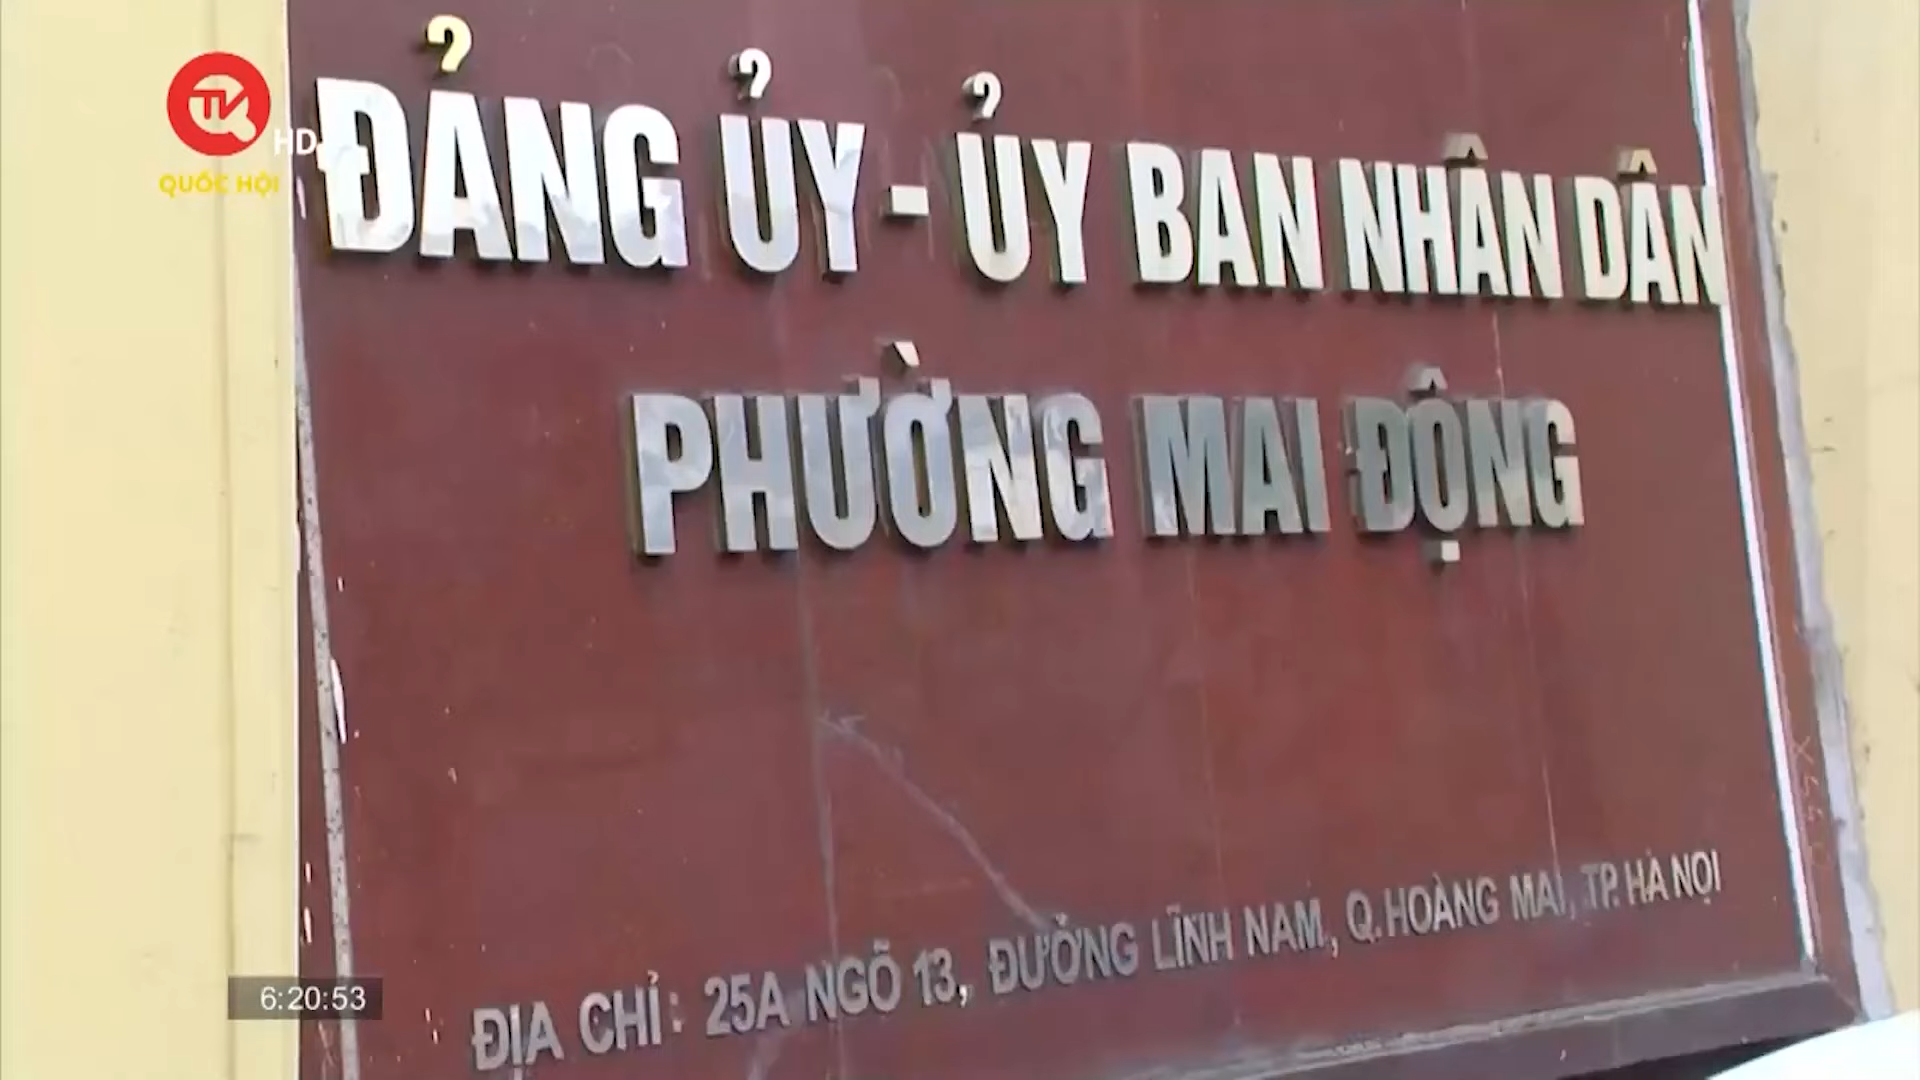 TV
HD
QUỐC HỘI
ĐẢNG ỦY - ỦY BAN NHÂN DÂN
PHƯỜNG MAI ĐỘNG
ĐỊA CHỈ: 25A NGÕ 13, ĐƯỜNG LĨNH NAM, Q.HOÀNG MAI, TP.HÀ NỘI
6:20:53